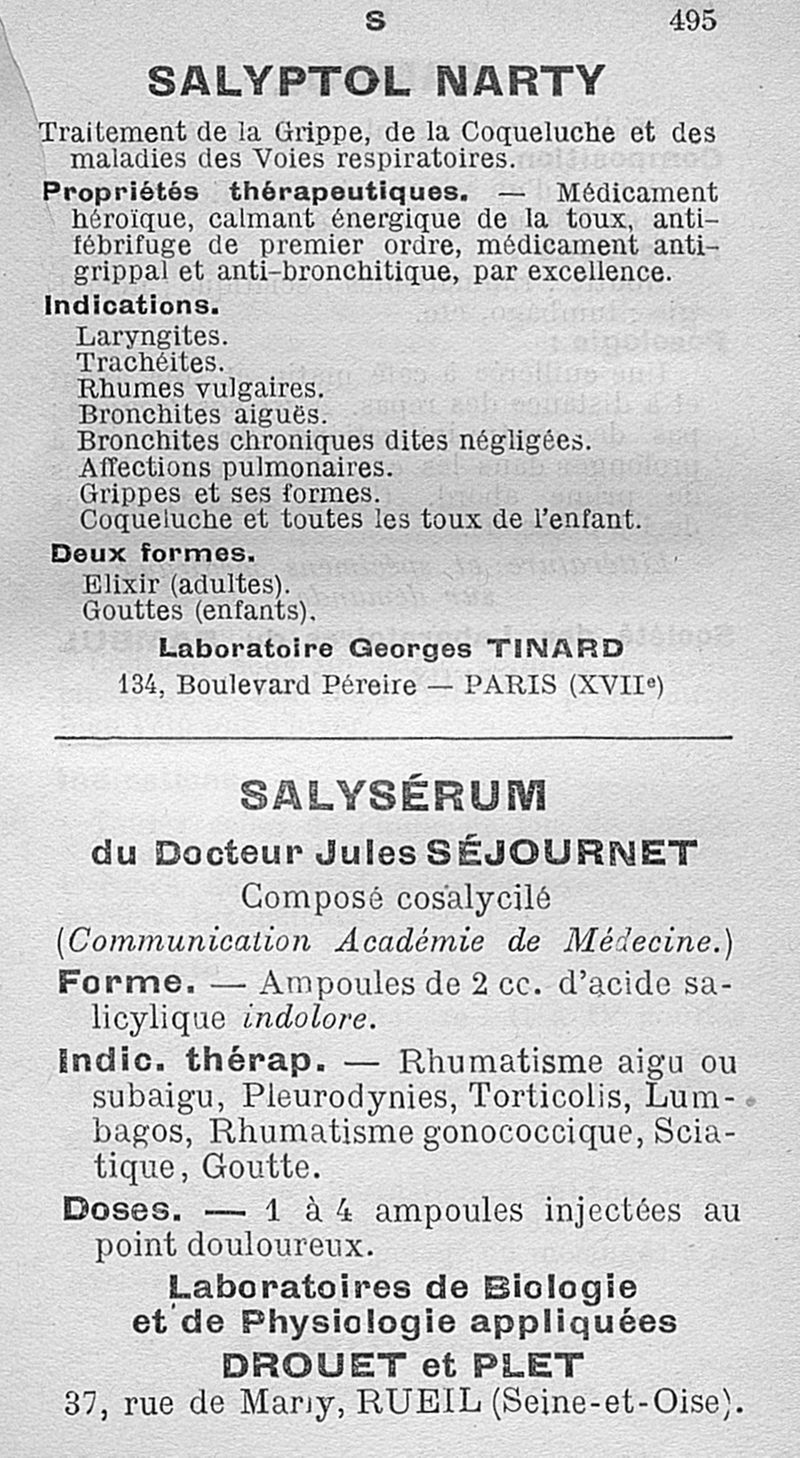 S 495
SALYPTOL NARTY
Traitement de la Grippe, de la Coqueluche et des
maladies des Voies respiratoires.
Propriétés thérapeutiques. — Médicament
héroïque, calmant énergique de la toux, anti-
fébrifuge de premier ordre, médicament anti-
grippal et anti-bronchitique, par excellence.
Indications.
Laryngites.
Trachéites.
Rhumes vulgaires.
Bronchites aiguës.
Bronchites chroniques dites négligées.
Affections pulmonaires.
Grippes et ses formes.
Coqueluche et toutes les toux de l'enfant.
Deux formes.
Elixir (adultes).
Gouttes (enfants).
Laboratoire Georges TINARD
134, Boulevard Péreire — PARIS (XVIIe)
SALYSÉRUM
du Docteur Jules SÉJOURNET
Composé cosalycilé
(Communication Académie de Médecine.)
Forme. — Ampoules de 2 cc. d'acide sa-
licylique indolore.
Indic. thérap. — Rhumatisme aigu ou
subaigu, Pleurodynies, Torticolis, Lum-
bagos, Rhumatisme gonococcique, Scia-
tique, Goutte.
Doses. — 1 à 4 ampoules injectées au
point douloureux.
Laboratoires de Biologie
et de Physiologie appliquées
DROUET et PLET
37, rue de Marly, RUEIL (Seine-et-Oise).